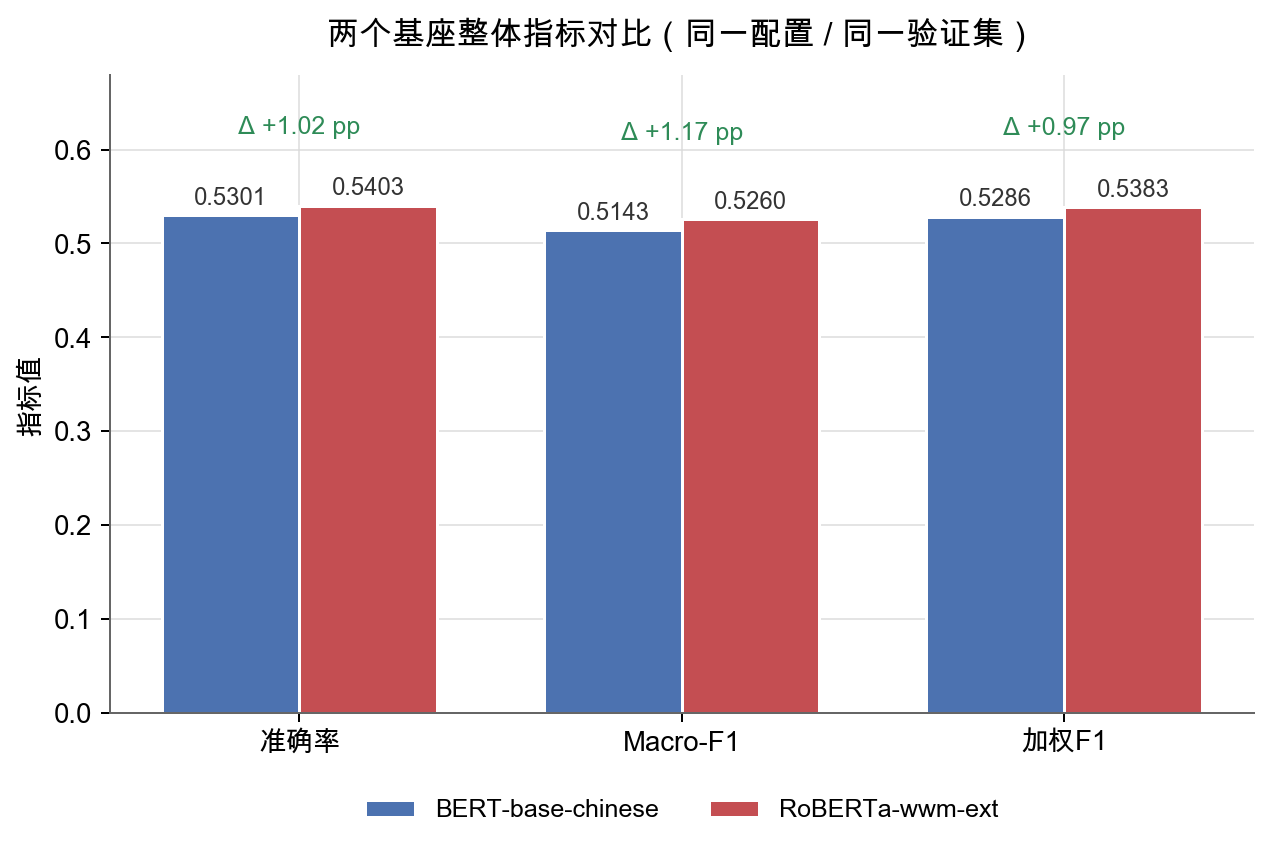 两个基座整体指标对比（同一配置 / 同一验证集）
Δ +1.02 pp
Δ +1.17 pp
Δ +0.97 pp
0.5301
0.5403
0.5143
0.5260
0.5286
0.5383
指标值
0.6
0.5
0.4
0.3
0.2
0.1
0.0
准确率
Macro-F1
加权F1
BERT-base-chinese
RoBERTa-wwm-ext